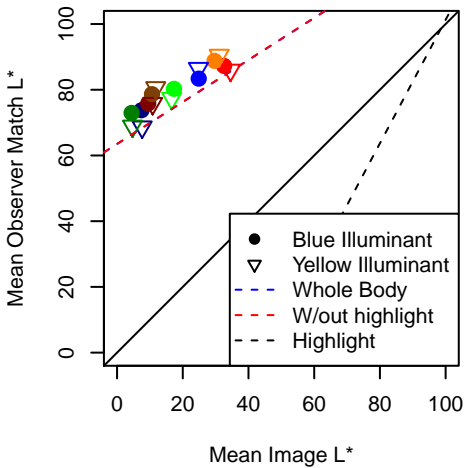 Mean Observer Match L*
100
80
60
40
20
0
Blue Illuminant
Yellow Illuminant
Whole Body
W/out highlight
Highlight
0 20 40 60 80 100
Mean Image L*